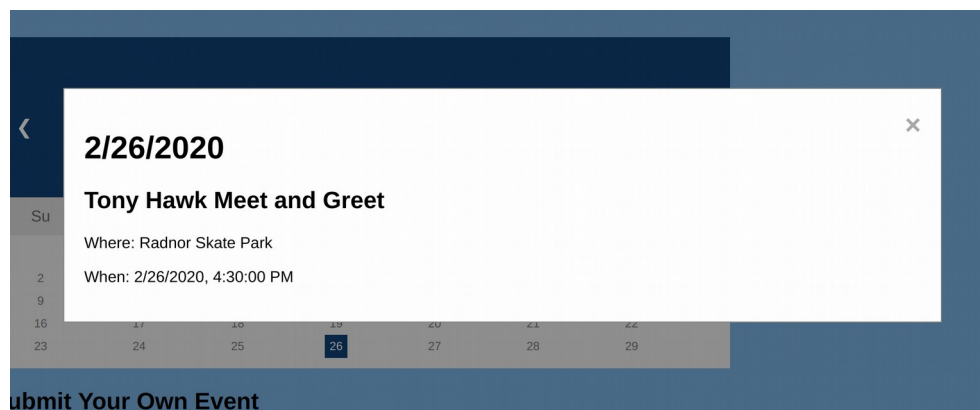 ❮
2/26/2020
×
Tony Hawk Meet and Greet
Su
Where: Radnor Skate Park
When: 2/26/2020, 4:30:00 PM
2
9
16 17 18 19 20 21 22
23 24 25 26 27 28 29
ubmit Your Own Event